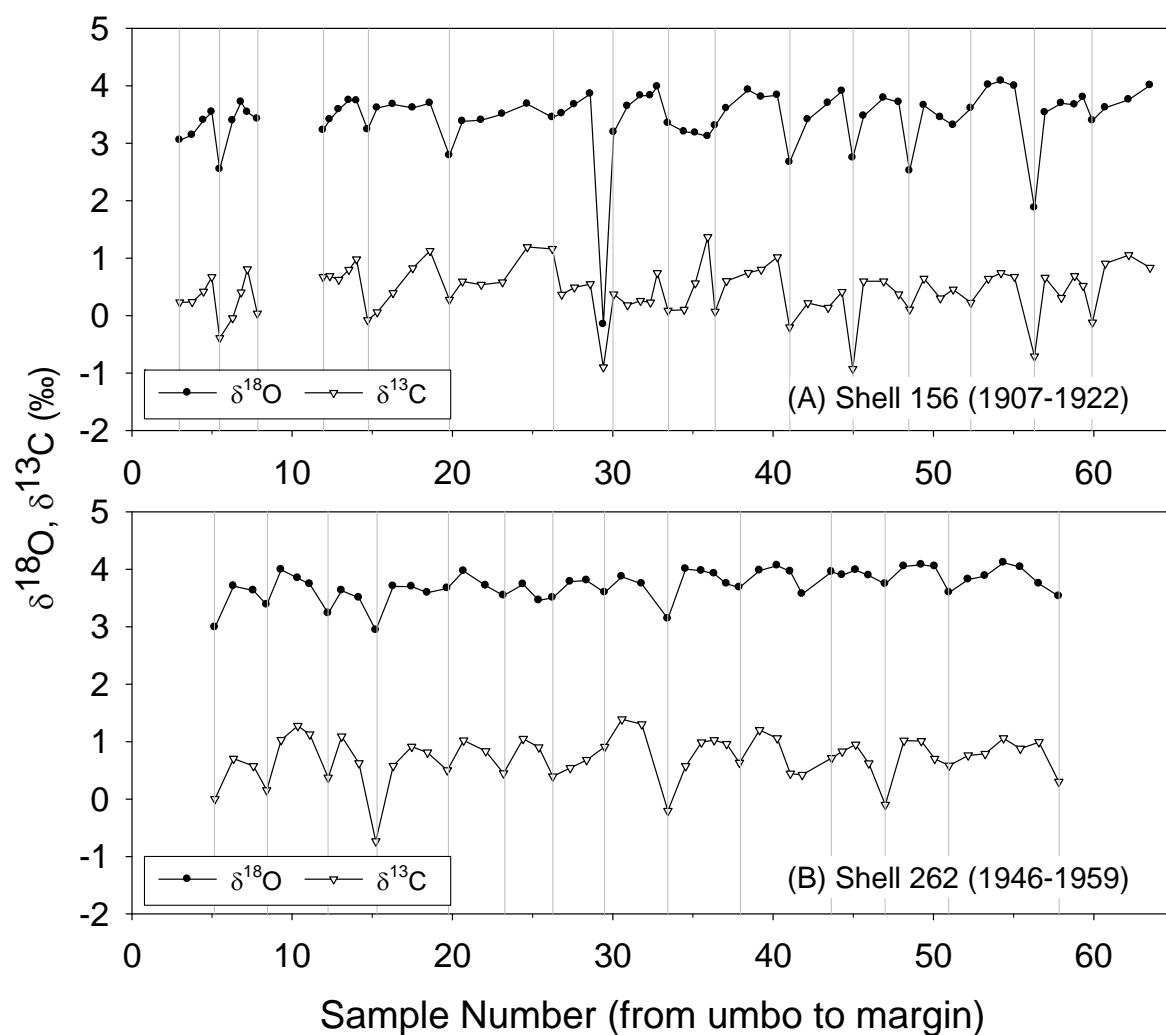 5
4
3
2
1
0
-1
-2
δ18O δ13C
(A) Shell 156 (1907-1922)
0 10 20 30 40 50 60
δ18O, δ13C (‰)
5
4
3
2
1
0
-1
-2
δ18O δ13C
(B) Shell 262 (1946-1959)
0 10 20 30 40 50 60
Sample Number (from umbo to margin)